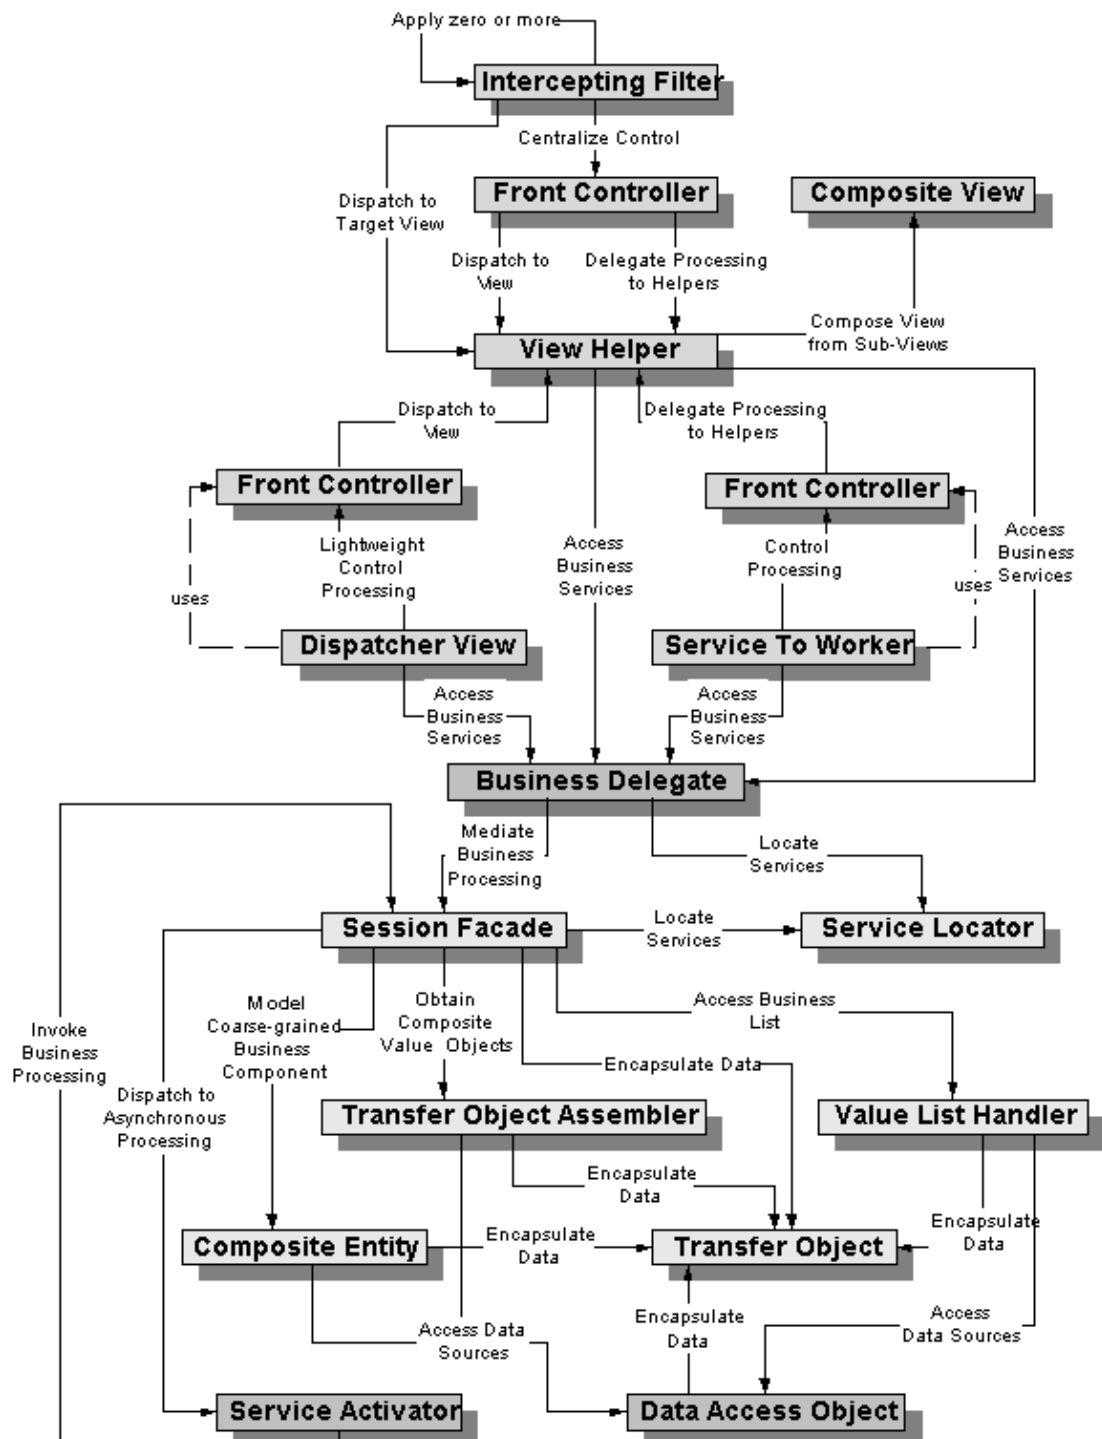 Apply zero or more
Intercepting Filter
Centralize Control
Dispatch to
Target View
Front Controller
Composite View
Dispatch to
View
Delegate Processing
to Helpers
Compose View
from Sub-Views
View Helper
Dispatch to
View
Delegate Processing
to Helpers
Front Controller
Front Controller
Lightweight
Control
Processing
uses
Access
Business
Services
Control
Processing
uses
Access
Business
Services
Dispatcher View
Service To Worker
Access
Business
Services
Access
Business
Services
Business Delegate
Mediate
Business
Processing
Locate
Services
Session Facade
Locate
Services
Service Locator
Invoke
Business
Processing
Model
Coarse-grained
Business
Component
Obtain
Composite
Value Objects
Access Business
List
Encapsulate Data
Dispatch to
Asynchronous
Processing
Transfer Object Assembler
Value List Handler
Encapsulate
Data
Composite Entity
Encapsulate
Data
Transfer Object
Encapsulate
Data
Access Data
Sources
Encapsulate
Data
Access
Data Sources
Service Activator
Data Access Object